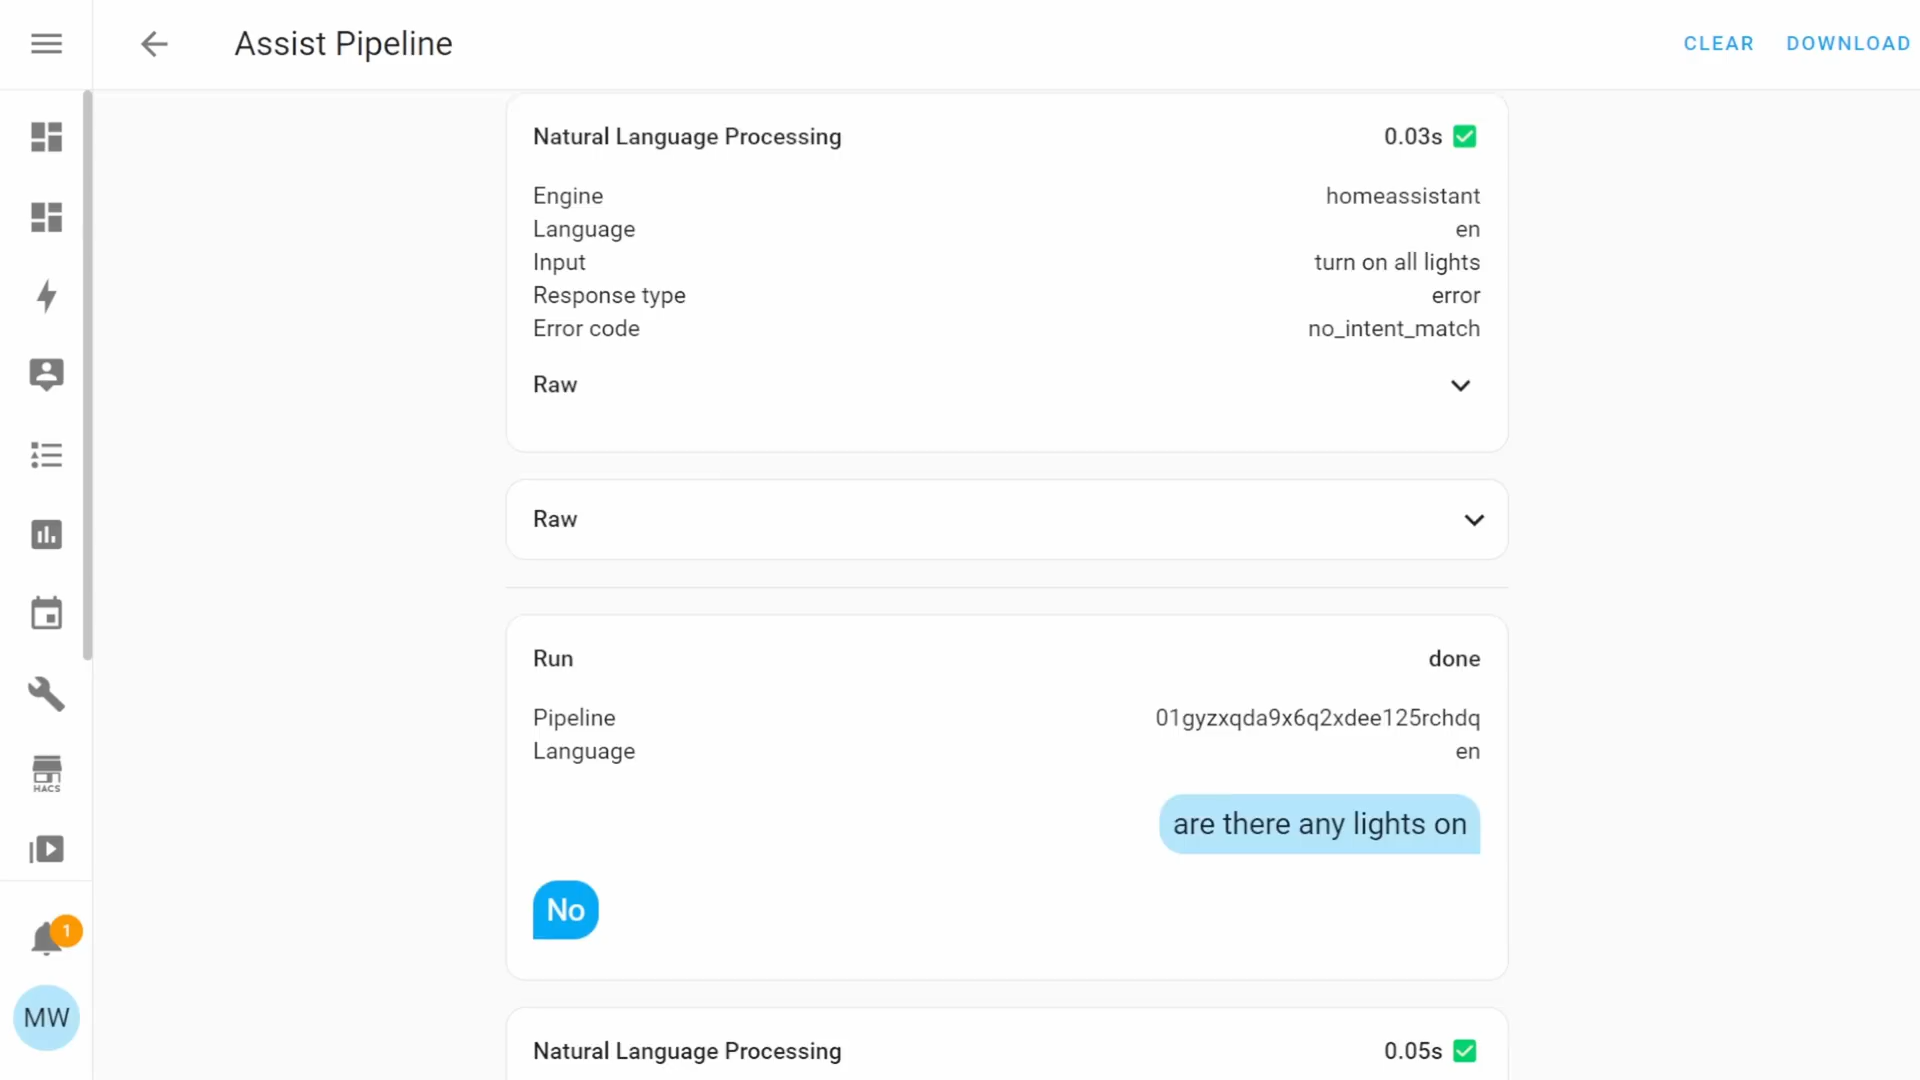 Assist Pipeline
CLEAR DOWNLOAD
Natural Language Processing 0.03s
Engine homeassistant
Language en
Input turn on all lights
Response type error
Error code no_intent_match
Raw
Raw
Run done
Pipeline 01gyzxqda9x6q2xdee125rchdq
Language en
are there any lights on
No
Natural Language Processing 0.05s
HACS
1
MW